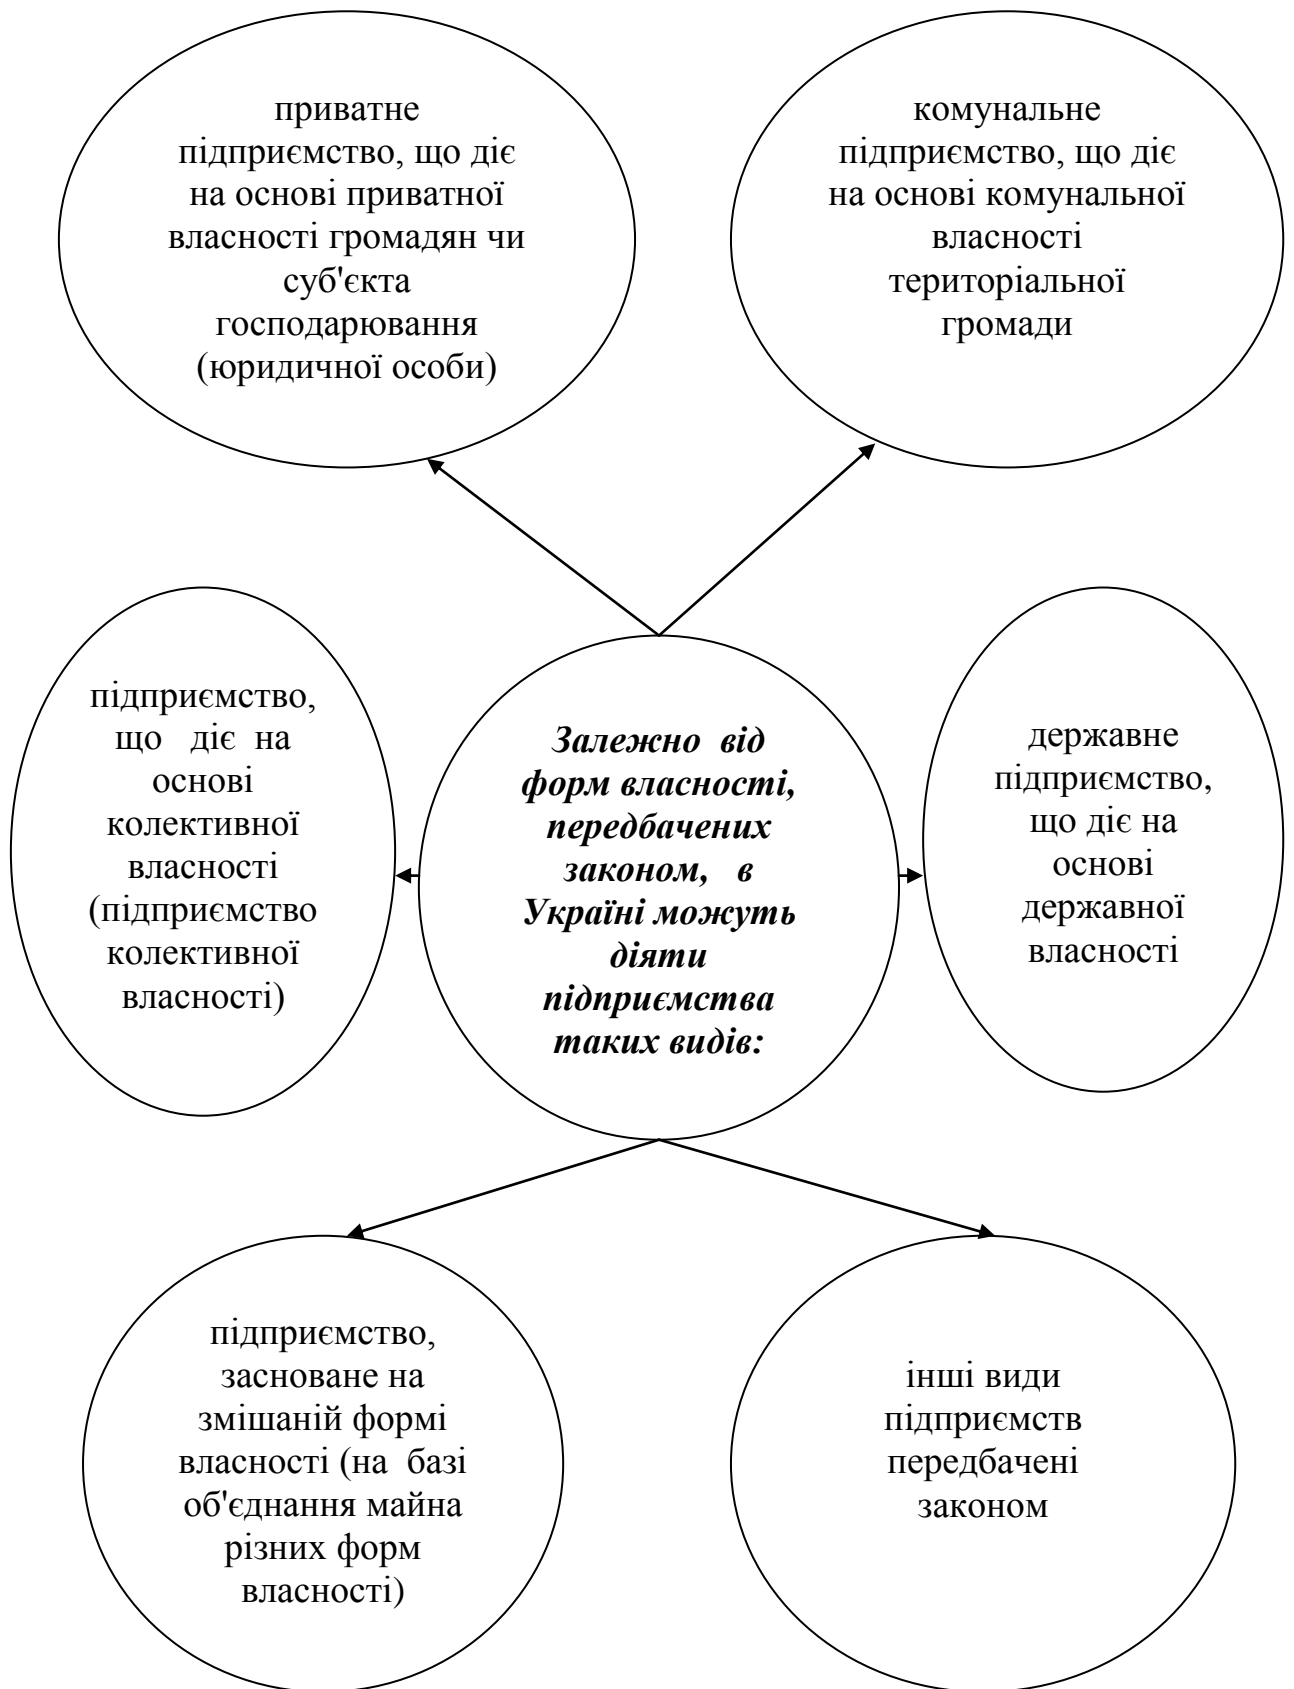 приватне
підприємство, що діє
на основі приватної
власності громадян чи
суб'єкта
господарювання
(юридичної особи)
комунальне
підприємство, що діє
на основі комунальної
власності
територіальної
громади
підприємство,
що діє на
основі
колективної
власності
(підприємство
колективної
власності)
Залежно від
форм власності,
передбачених
законом, в
Україні можуть
діяти
підприємства
таких видів:
державне
підприємство,
що діє на
основі
державної
власності
підприємство,
засноване на
змішаній формі
власності (на базі
об'єднання майна
різних форм
власності)
інші види
підприємств
передбачені
законом